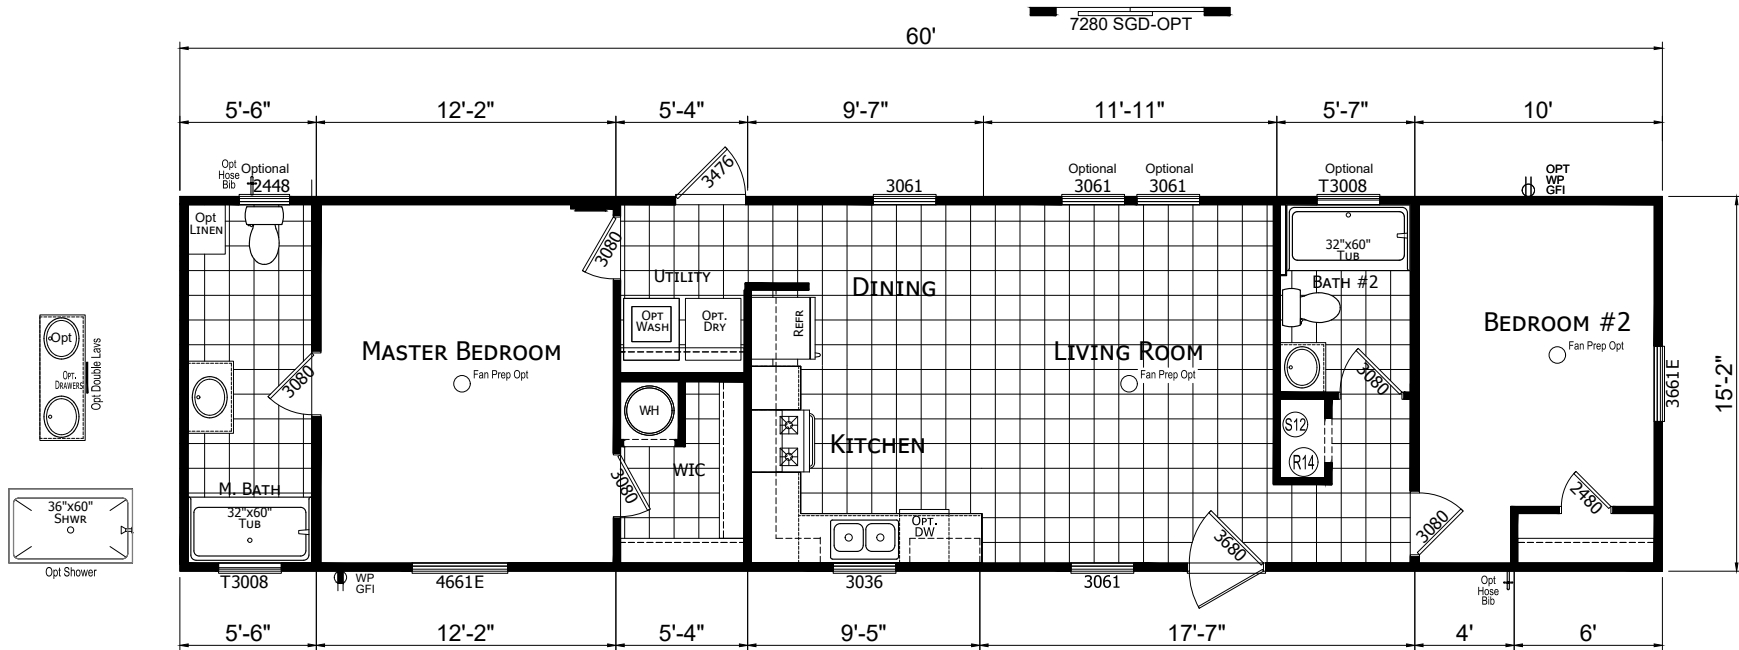 7280 SGD-OPT
60'
5'-6" 12'-2" 5'-4" 9'-7" 11'-11" 5'-7" 10'
Opt
Hose
Bib
Optional
T2448
3476
3061
Optional
3061
Optional
3061
Optional
T3008
OPT
WP
GFI
Opt
Linen
3080
Utility
Opt
Wash
Opt.
Dry
Dining
Refr
32"x60"
Tub
Bath #2
Bedroom #2
Fan Prep Opt
Master Bedroom
Fan Prep Opt
Living Room
Fan Prep Opt
3661E
15'-2"
Opt
Opt.
Drawers
Opt Double Lavs
3080
3080
WH
Kitchen
S12
R14
WIC
3080
M. Bath
32"x60"
Tub
36"x60"
Shwr
Opt Shower
Opt.
DW
3680
3080
2480
T3008
WP
GFI
4661E
3036
3061
Opt
Hose
Bib
5'-6" 12'-2" 5'-4" 9'-5" 17'-7" 4' 6'